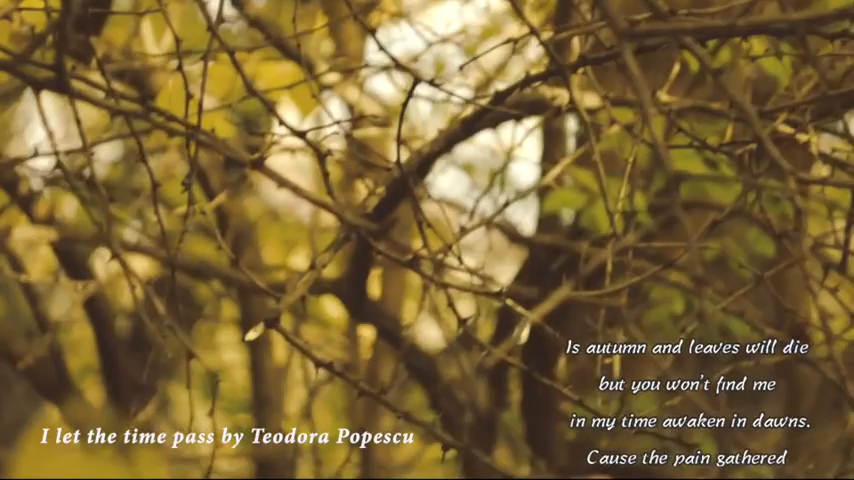 Is autumn and leaves will die
but you won't find me
in my time awaken in dawns.
Cause the pain gathered
I let the time pass by Teodora Popescu